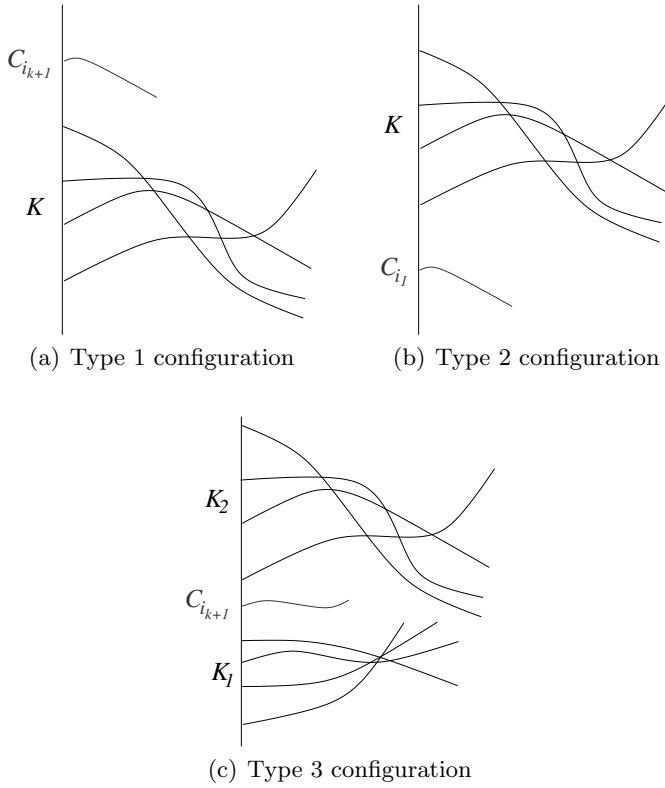 C_{i_{k+1}}
K
(a) Type 1 configuration
K
C_{i_1}
(b) Type 2 configuration
K_2
C_{i_{k+1}}
K_1
(c) Type 3 configuration